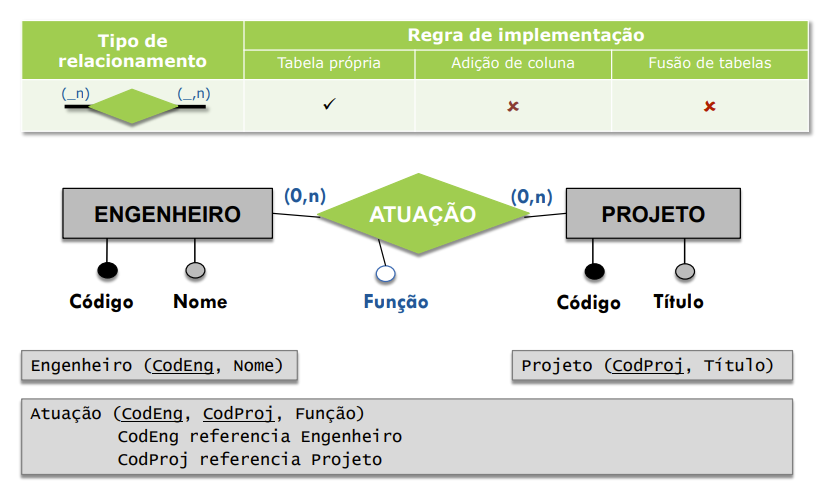 Tipo de relacionamento
Regra de implementação
Tabela própria
Adição de coluna
Fusão de tabelas
(_n)
(_,n)
✓
✘
✘
(0,n)
(0,n)
ENGENHEIRO
ATUAÇÃO
PROJETO
Código
Nome
Função
Código
Título
Engenheiro (CodEng, Nome)
Projeto (CodProj, Título)
Atuação (CodEng, CodProj, Função)
CodEng referencia Engenheiro
CodProj referencia Projeto